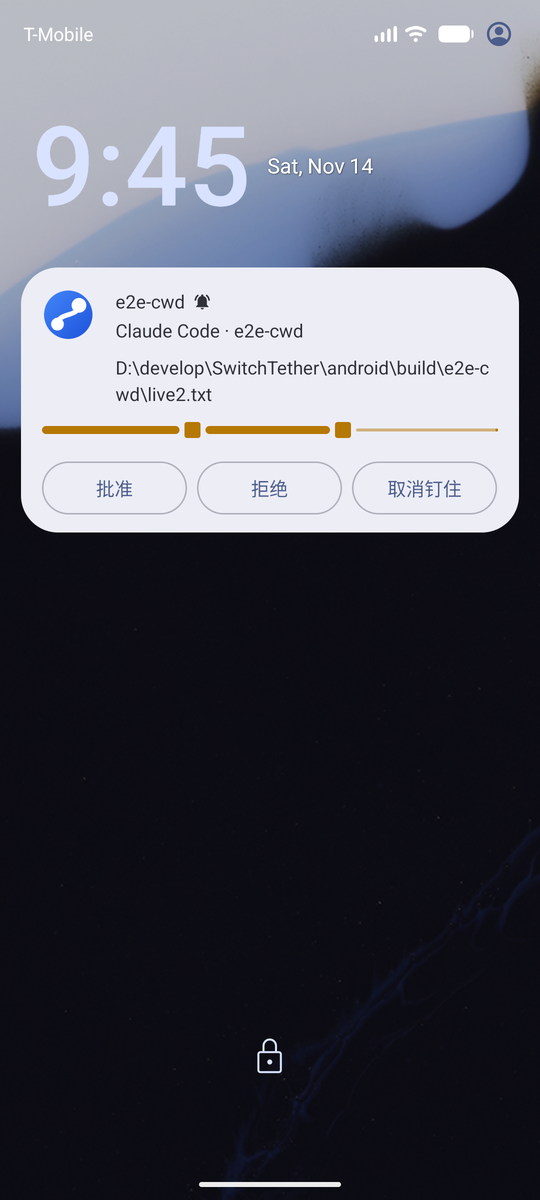 T-Mobile
9:45
Sat, Nov 14
e2e-cwd
Claude Code · e2e-cwd
D:\develop\SwitchTether\android\build\e2e-c
wd\live2.txt
批准
拒绝
取消钉住